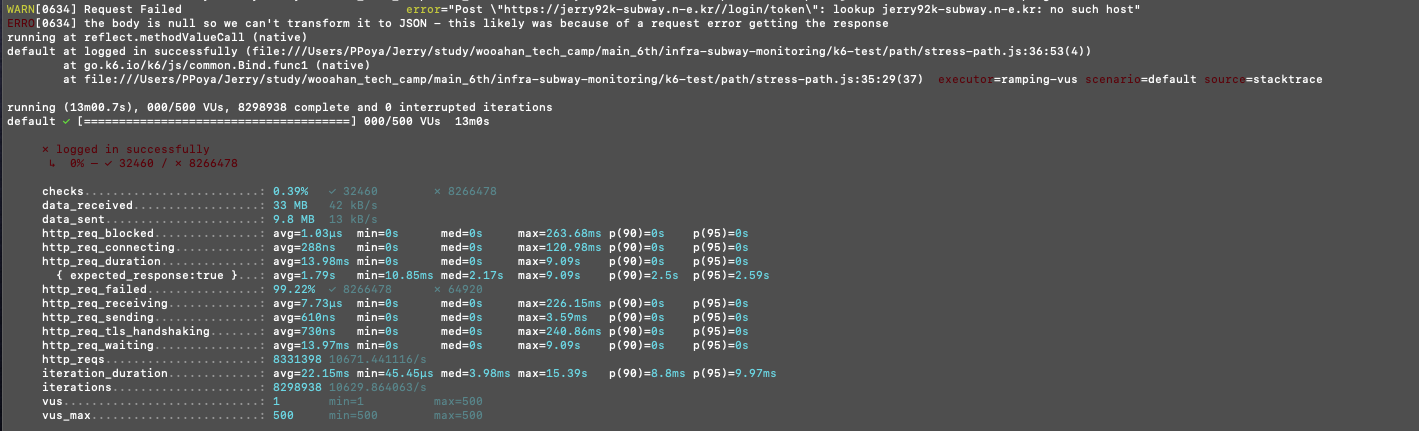 WARN[0634] Request Failed error="Post \"https://jerry92k-subway.n-e.kr//login/token\": lookup jerry92k-subway.n-e.kr: no such host"
ERRO[0634] the body is null so we can't transform it to JSON - this likely was because of a request error getting the response
running at reflect.methodValueCall (native)
default at logged in successfully (file:///Users/PPoya/Jerry/study/wooahan_tech_camp/main_6th/infra-subway-monitoring/k6-test/path/stress-path.js:36:53(4))
at go.k6.io/k6/js/common.Bind.func1 (native)
at file:///Users/PPoya/Jerry/study/wooahan_tech_camp/main_6th/infra-subway-monitoring/k6-test/path/stress-path.js:35:29(37) executor=ramping-vus scenario=default source=stacktrace
running (13m00.7s), 000/500 VUs, 8298938 complete and 0 interrupted iterations
default ✓ [======================================] 000/500 VUs 13m0s
✗ logged in successfully
↳ 0% — ✓ 32460 / ✗ 8266478
checks.........................: 0.39% ✓ 32460 ✗ 8266478
data_received..................: 33 MB 42 kB/s
data_sent......................: 9.8 MB 13 kB/s
http_req_blocked...............: avg=1.03µs min=0s med=0s max=263.68ms p(90)=0s p(95)=0s
http_req_connecting............: avg=288ns min=0s med=0s max=120.98ms p(90)=0s p(95)=0s
http_req_duration..............: avg=13.98ms min=0s med=0s max=9.09s p(90)=0s p(95)=0s
{ expected_response:true }...: avg=1.79s min=10.85ms med=2.17s max=9.09s p(90)=2.5s p(95)=2.59s
http_req_failed................: 99.22% ✓ 8266478 ✗ 64920
http_req_receiving.............: avg=7.73µs min=0s med=0s max=226.15ms p(90)=0s p(95)=0s
http_req_sending...............: avg=610ns min=0s med=0s max=3.59ms p(90)=0s p(95)=0s
http_req_tls_handshaking.......: avg=730ns min=0s med=0s max=240.86ms p(90)=0s p(95)=0s
http_req_waiting...............: avg=13.97ms min=0s med=0s max=9.09s p(90)=0s p(95)=0s
http_reqs......................: 8331398 10671.441116/s
iteration_duration.............: avg=22.15ms min=45.45µs med=3.98ms max=15.39s p(90)=8.8ms p(95)=9.97ms
iterations.....................: 8298938 10629.864063/s
vus............................: 1 min=1 max=500
vus_max........................: 500 min=500 max=500